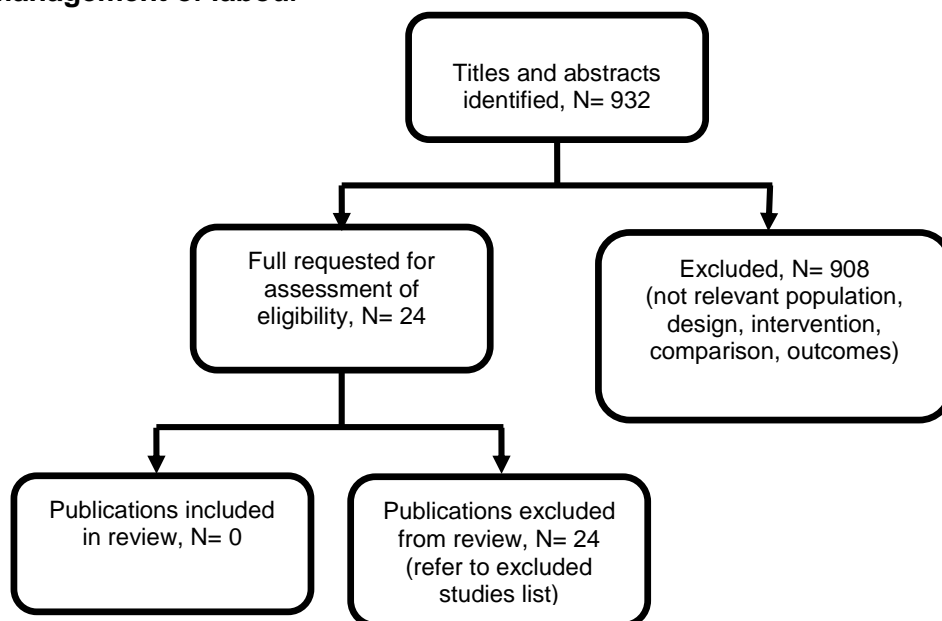 management of labour
Titles and abstracts
identified, N= 932
Full requested for
assessment of
eligibility, N= 24
Excluded, N= 908
(not relevant population,
design, intervention,
comparison, outcomes)
Publications included
in review, N= 0
Publications excluded
from review, N= 24
(refer to excluded
studies list)